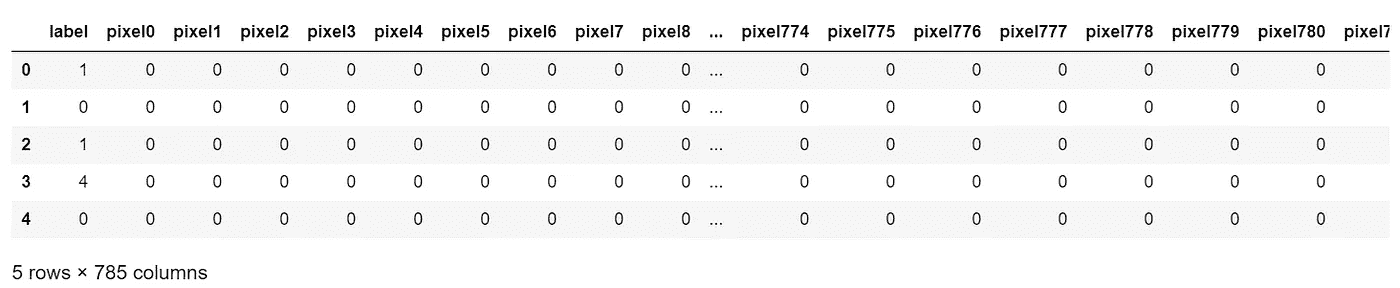 label pixel0 pixel1 pixel2 pixel3 pixel4 pixel5 pixel6 pixel7 pixel8 ... pixel774 pixel775 pixel776 pixel777 pixel778 pixel779 pixel780 pixel7
0 1 0 0 0 0 0 0 0 0 0 ... 0 0 0 0 0 0 0
1 0 0 0 0 0 0 0 0 0 0 ... 0 0 0 0 0 0 0
2 1 0 0 0 0 0 0 0 0 0 ... 0 0 0 0 0 0 0
3 4 0 0 0 0 0 0 0 0 0 ... 0 0 0 0 0 0 0
4 0 0 0 0 0 0 0 0 0 0 ... 0 0 0 0 0 0 0
5 rows × 785 columns